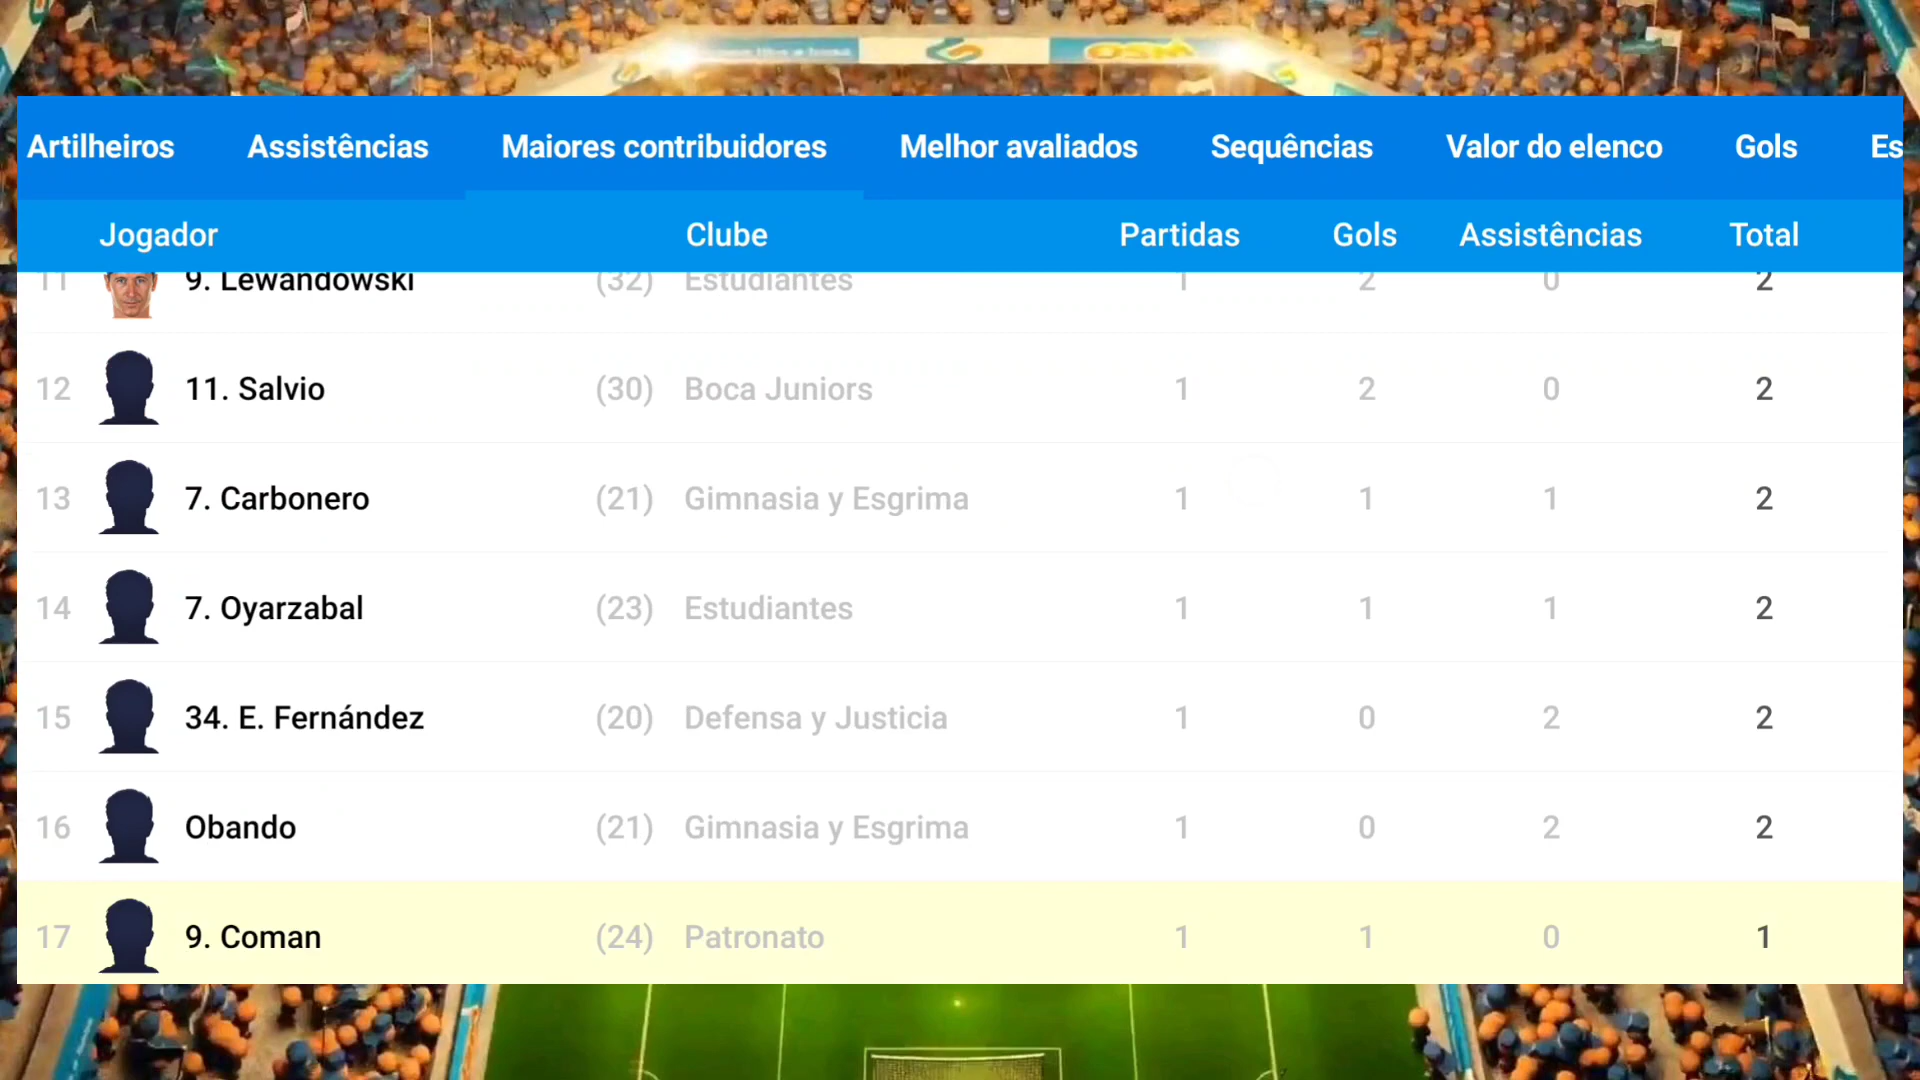 Artilheiros Assistências Maiores contribuidores Melhor avaliados Sequências Valor do elenco Gols Es
Jogador Clube Partidas Gols Assistências Total
11 9. Lewandowski (32) Estudiantes 1 2 0 2
12 11. Salvio (30) Boca Juniors 1 2 0 2
13 7. Carbonero (21) Gimnasia y Esgrima 1 1 1 2
14 7. Oyarzabal (23) Estudiantes 1 1 1 2
15 34. E. Fernández (20) Defensa y Justicia 1 0 2 2
16 Obando (21) Gimnasia y Esgrima 1 0 2 2
17 9. Coman (24) Patronato 1 1 0 1